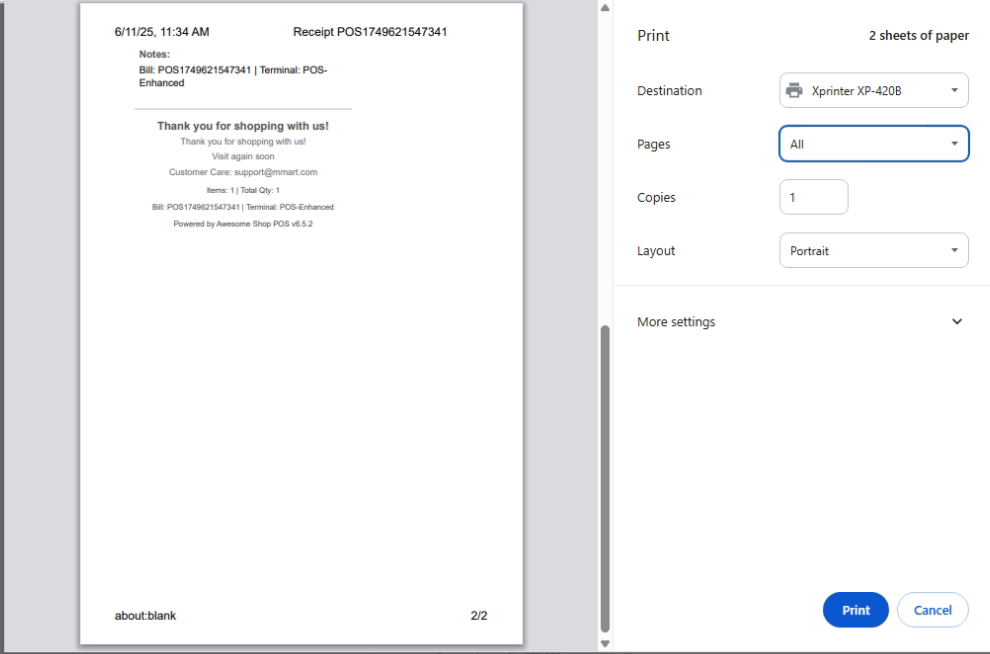 6/11/25, 11:34 AM
Receipt POS1749621547341
Notes:
Bill: POS1749621547341 | Terminal: POS-
Enhanced
Thank you for shopping with us!
Thank you for shopping with us!
Visit again soon
Customer Care: support@mmart.com
Items: 1 | Total Qty: 1
Bill: POS1749621547341 | Terminal: POS-Enhanced
Powered by Awesome Shop POS v6.5.2
about:blank
2/2
Print
2 sheets of paper
Destination
Xprinter XP-420B
Pages
All
Copies
1
Layout
Portrait
More settings
Print
Cancel